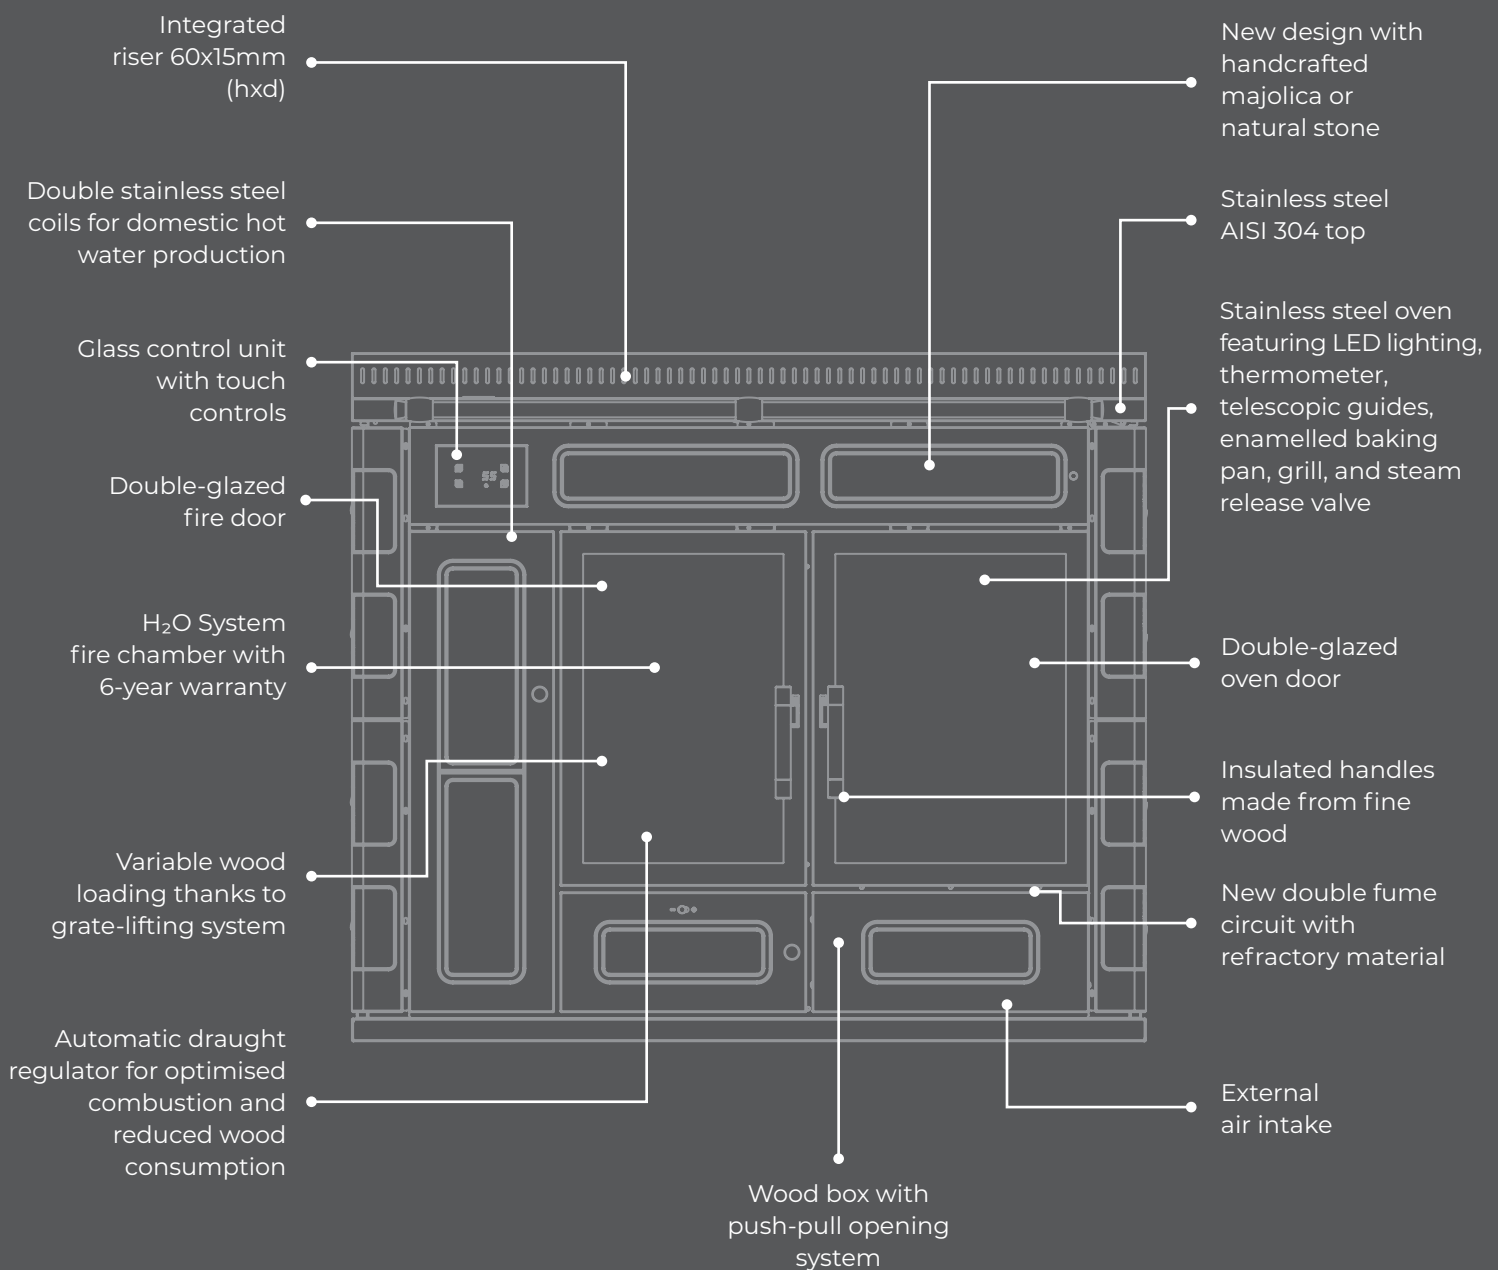 Integrated
riser 60x15mm
(hxd)
Double stainless steel
coils for domestic hot
water production
Glass control unit
with touch
controls
Double-glazed
fire door
H₂O System
fire chamber with
6-year warranty
Variable wood
loading thanks to
grate-lifting system
Automatic draught
regulator for optimised
combustion and
reduced wood
consumption
New design with
handcrafted
majolica or
natural stone
Stainless steel
AISI 304 top
Stainless steel oven
featuring LED lighting,
thermometer,
telescopic guides,
enamelled baking
pan, grill, and steam
release valve
Double-glazed
oven door
Insulated handles
made from fine
wood
New double fume
circuit with
refractory material
External
air intake
Wood box with
push-pull opening
system
55